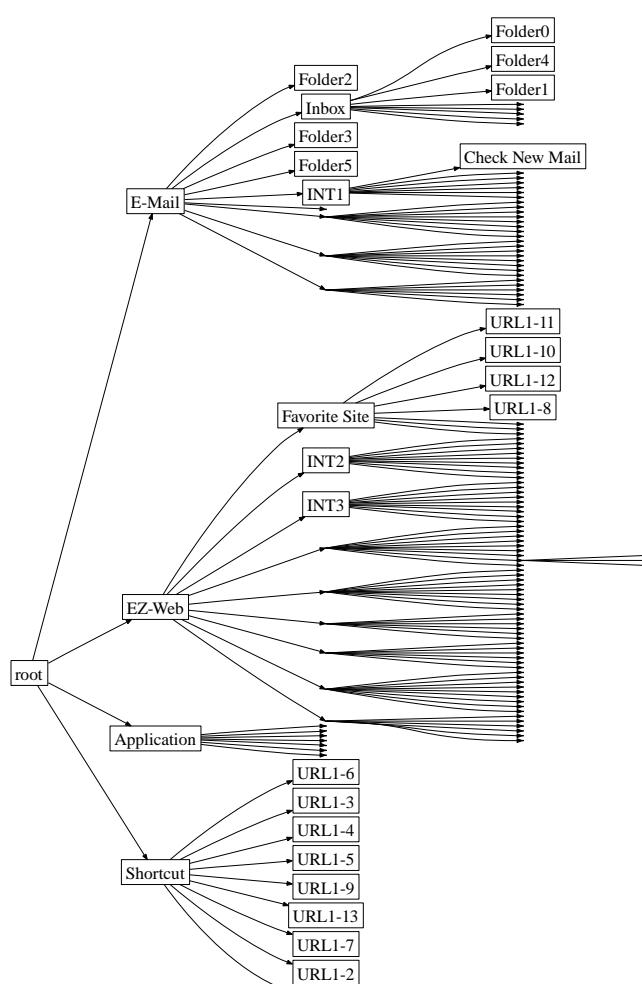 Folder0
Folder4
Folder1
Folder2
Inbox
Folder3
Folder5
INT1
Check New Mail
E-Mail
URL1-11
URL1-10
URL1-12
URL1-8
Favorite Site
INT2
INT3
EZ-Web
root
Application
URL1-6
URL1-3
URL1-4
URL1-5
URL1-9
URL1-13
URL1-7
URL1-2
Shortcut